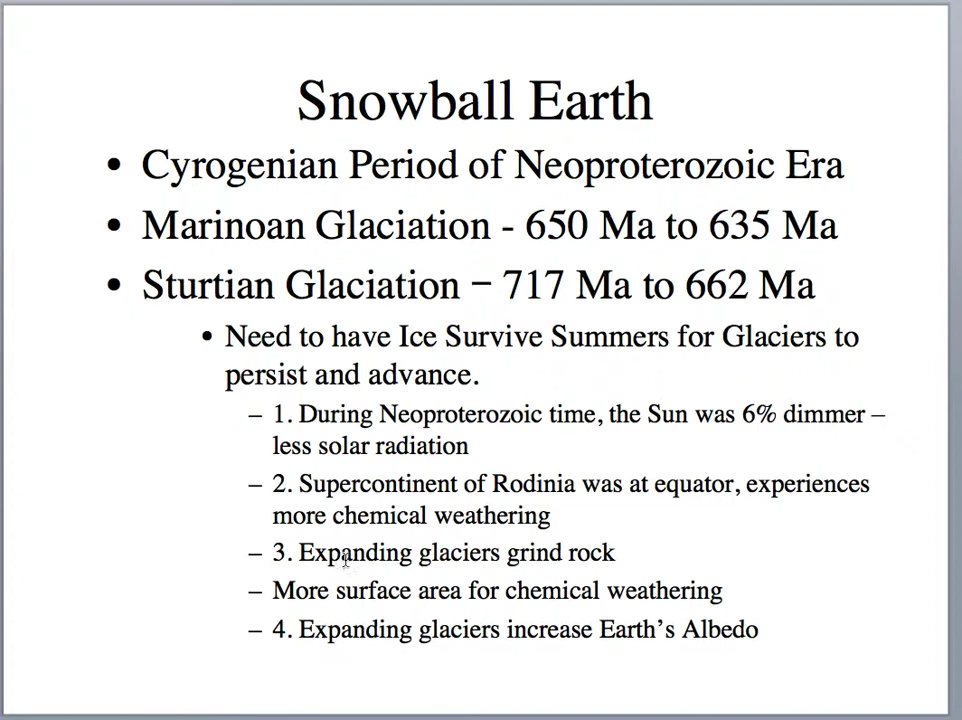 Snowball Earth
• Cyrogenian Period of Neoproterozoic Era
• Marinoan Glaciation - 650 Ma to 635 Ma
• Sturtian Glaciation – 717 Ma to 662 Ma
• Need to have Ice Survive Summers for Glaciers to
persist and advance.
– 1. During Neoproterozoic time, the Sun was 6% dimmer –
less solar radiation
– 2. Supercontinent of Rodinia was at equator, experiences
more chemical weathering
– 3. Expanding glaciers grind rock
– More surface area for chemical weathering
– 4. Expanding glaciers increase Earth’s Albedo